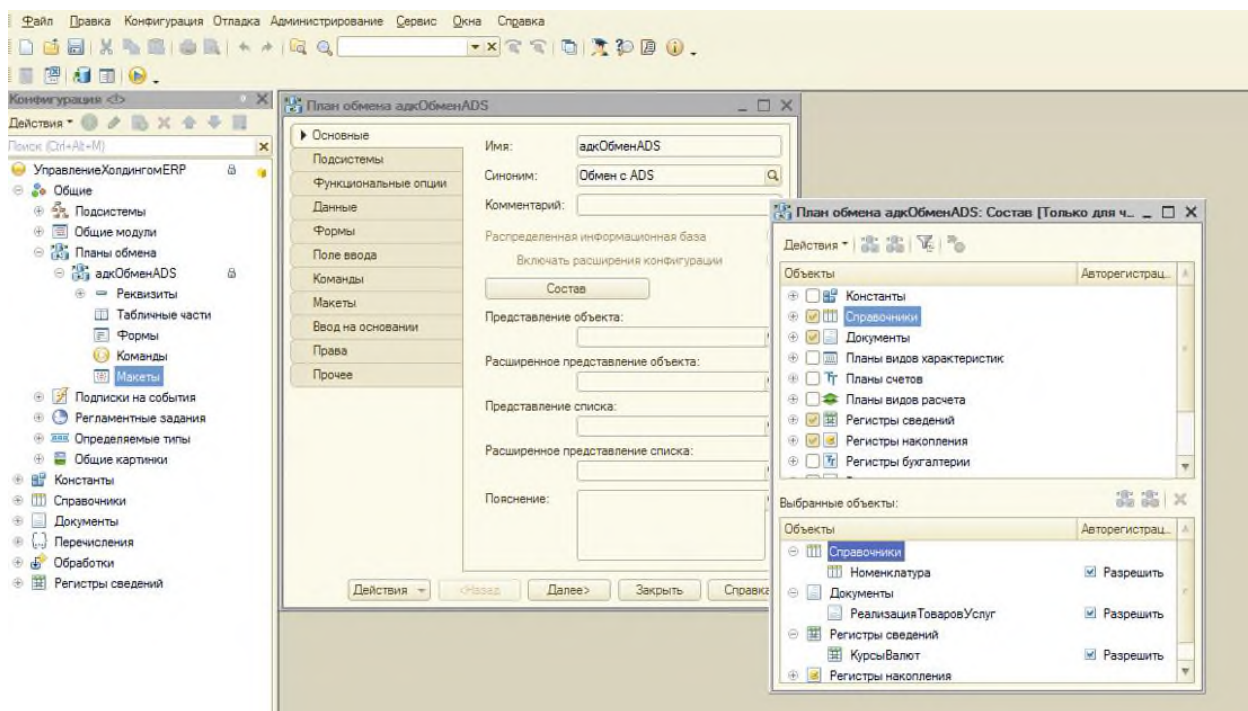 Файл Правка Конфигурация Отладка Администрирование Сервис Окна Справка
Конфигурация <!>
Действия
Поиск (Ctrl+Alt+M)
УправлениеХолдингомERP
Общие
Подсистемы
Общие модули
Планы обмена
адкОбменADS
Реквизиты
Табличные части
Формы
Команды
Макеты
Подписки на события
Регламентные задания
Определяемые типы
Общие картинки
Константы
Справочники
Документы
Перечисления
Обработки
Регистры сведений
План обмена адкОбменADS
Основные
Подсистемы
Функциональные опции
Данные
Формы
Поле ввода
Команды
Макеты
Ввод на основании
Права
Прочее
Имя: адкОбменADS
Синоним: Обмен с ADS
Комментарий:
Распределенная информационная база
Включать расширения конфигурации
Состав
Представление объекта:
Расширенное представление объекта:
Представление списка:
Расширенное представление списка:
Пояснение:
Действия <Назад Далее> Закрыть Справка
План обмена адкОбменADS: Состав [Только для ч...
Действия
Объекты Авторегистрац...
Константы
Справочники
Документы
Планы видов характеристик
Планы счетов
Планы видов расчета
Регистры сведений
Регистры накопления
Регистры бухгалтерии
Выбранные объекты:
Объекты Авторегистрац...
Справочники
Номенклатура Разрешить
Документы
РеализацияТоваровУслуг Разрешить
Регистры сведений
КурсыВалют Разрешить
Регистры накопления